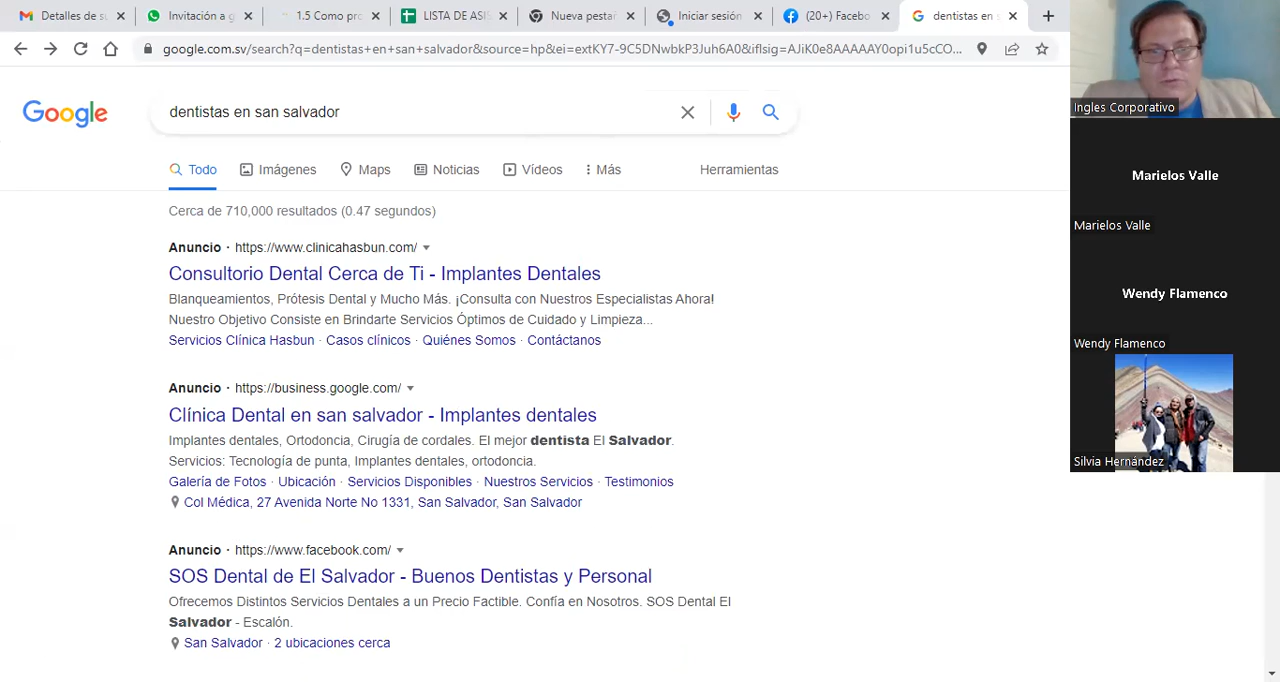 Detalles de su
Invitación a g
1.5 Como pro
LISTA DE ASIS
Nueva pestañ
Iniciar sesión
(20+) Facebo
dentistas en s
google.com.sv/search?q=dentistas+en+san+salvador&source=hp&ei=extKY7-9C5DNwbkP3Juh6A0&iflsig=AJiK0e8AAAAAY0opi1u5cCO...
Google
dentistas en san salvador
Todo
Imágenes
Maps
Noticias
Vídeos
Más
Herramientas
Cerca de 710,000 resultados (0.47 segundos)
Anuncio · https://www.clinicahasbun.com/
Consultorio Dental Cerca de Ti - Implantes Dentales
Blanqueamientos, Prótesis Dental y Mucho Más. ¡Consulta con Nuestros Especialistas Ahora!
Nuestro Objetivo Consiste en Brindarte Servicios Óptimos de Cuidado y Limpieza...
Servicios Clínica Hasbun · Casos clínicos · Quiénes Somos · Contáctanos
Anuncio · https://business.google.com/
Clínica Dental en san salvador - Implantes dentales
Implantes dentales, Ortodoncia, Cirugía de cordales. El mejor dentista El Salvador.
Servicios: Tecnología de punta, Implantes dentales, ortodoncia.
Galería de Fotos · Ubicación · Servicios Disponibles · Nuestros Servicios · Testimonios
Col Médica, 27 Avenida Norte No 1331, San Salvador, San Salvador
Anuncio · https://www.facebook.com/
SOS Dental de El Salvador - Buenos Dentistas y Personal
Ofrecemos Distintos Servicios Dentales a un Precio Factible. Confía en Nosotros. SOS Dental El
Salvador - Escalón.
San Salvador · 2 ubicaciones cerca
Ingles Corporativo
Marielos Valle
Marielos Valle
Wendy Flamenco
Wendy Flamenco
Silvia Hernández